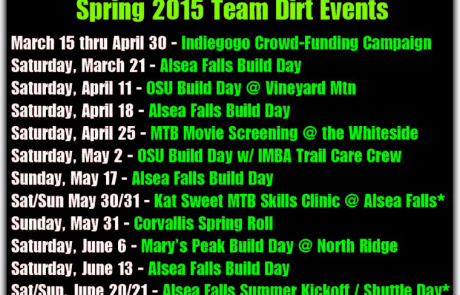 Spring 2015 Team Dirt Events
March 15 thru April 30 - Indiegogo Crowd-Funding Campaign
Saturday, March 21 - Alsea Falls Build Day
Saturday, April 11 - OSU Build Day @ Vineyard Mtn
Saturday, April 18 - Alsea Falls Build Day
Saturday, April 25 - MTB Movie Screening @ the Whiteside
Saturday, May 2 - OSU Build Day w/ IMBA Trail Care Crew
Sunday, May 17 - Alsea Falls Build Day
Sat/Sun May 30/31 - Kat Sweet MTB Skills Clinic @ Alsea Falls*
Sunday, May 31 - Corvallis Spring Roll
Saturday, June 6 - Mary's Peak Build Day @ North Ridge
Saturday, June 13 - Alsea Falls Build Day
Sat/Sun, June 20/21 - Alsea Falls Summer Kickoff / Shuttle Day*